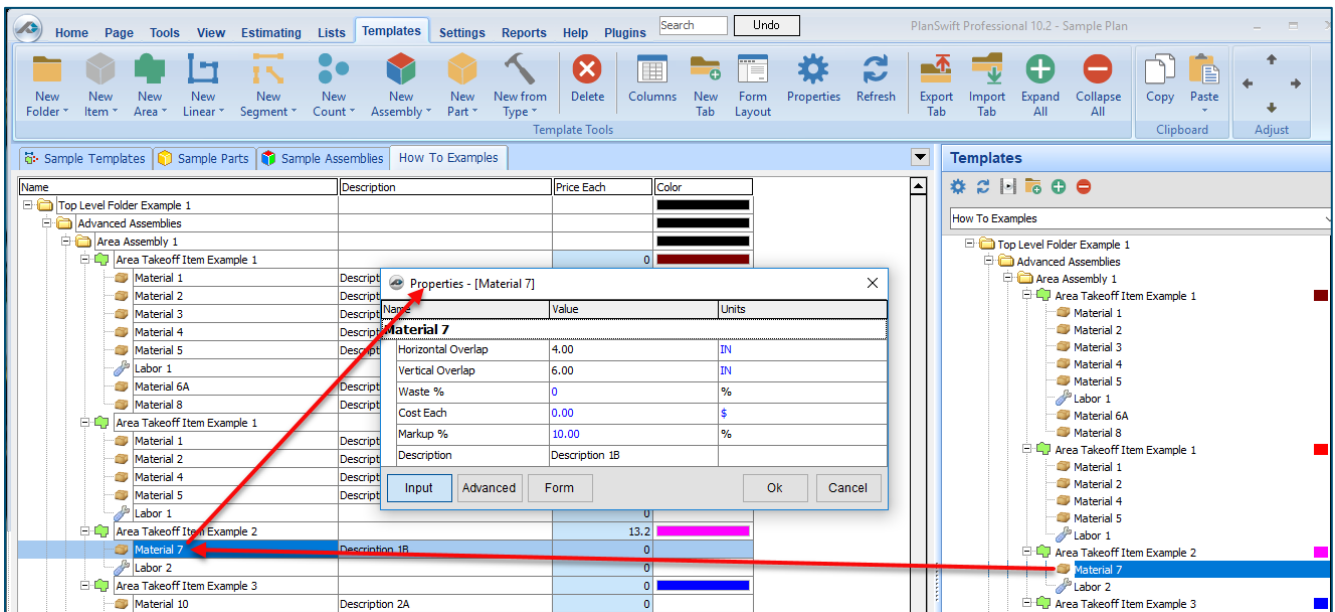 Home Page Tools View Estimating Lists Templates Settings Reports Help Plugins Search Undo PlanSwift Professional 10.2 - Sample Plan
New Folder
New Item
New Area
New Linear
New Segment
New Count
New Assembly
New Part
New from Type
Delete
Columns
New Tab
Form Layout
Properties
Refresh
Export Tab
Import Tab
Expand All
Collapse All
Copy
Paste
Template Tools
Clipboard
Adjust
Sample Templates Sample Parts Sample Assemblies How To Examples
Name Description Price Each Color
Top Level Folder Example 1
Advanced Assemblies
Area Assembly 1
Area Takeoff Item Example 1 0
Material 1 Descript
Material 2 Descript
Material 3 Descript
Material 4 Descript
Material 5 Descript
Labor 1
Material 6A Descript
Material 8 Descript
Area Takeoff Item Example 1
Material 1 Descript
Material 2 Descript
Material 4 Descript
Material 5 Descript
Labor 1 0
Area Takeoff Item Example 2 13.2
Material 7 Description 1B 0
Labor 2 0
Area Takeoff Item Example 3 0
Material 10 Description 2A 0
Properties - [Material 7]
Name Value Units
Material 7
Horizontal Overlap 4.00 IN
Vertical Overlap 6.00 IN
Waste % 0 %
Cost Each 0.00 $
Markup % 10.00 %
Description Description 1B
Input Advanced Form Ok Cancel
Templates
How To Examples
Top Level Folder Example 1
Advanced Assemblies
Area Assembly 1
Area Takeoff Item Example 1
Material 1
Material 2
Material 3
Material 4
Material 5
Labor 1
Material 6A
Material 8
Area Takeoff Item Example 1
Material 1
Material 2
Material 4
Material 5
Labor 1
Area Takeoff Item Example 2
Material 7
Labor 2
Area Takeoff Item Example 3